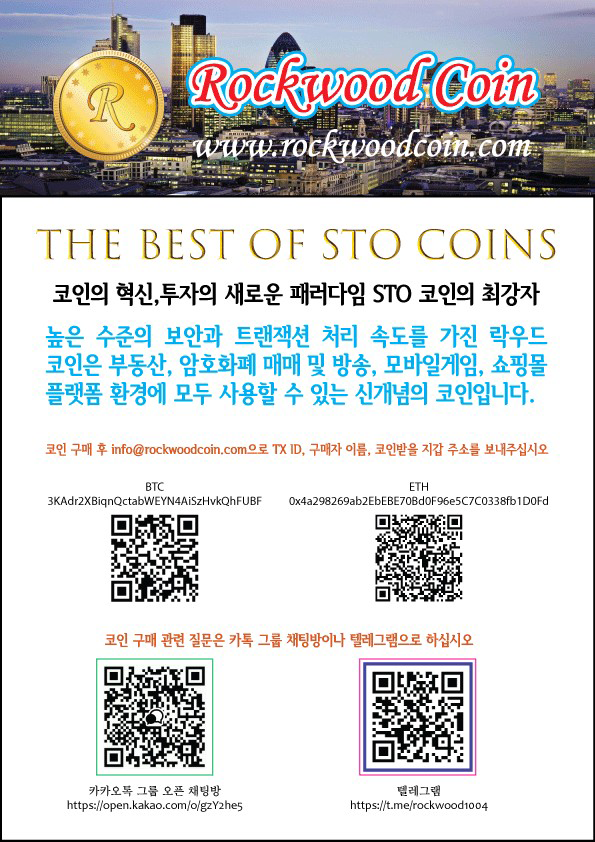 R
Rockwood Coin
www.rockwoodcoin.com
THE BEST OF STO COINS
코인의 혁신,투자의 새로운 패러다임 STO 코인의 최강자
높은 수준의 보안과 트랜잭션 처리 속도를 가진 락우드
코인은 부동산, 암호화폐 매매 및 방송, 모바일게임, 쇼핑몰
플랫폼 환경에 모두 사용할 수 있는 신개념의 코인입니다.
코인 구매 후 info@rockwoodcoin.com으로 TX ID, 구매자 이름, 코인받을 지갑 주소를 보내주십시오
BTC
3KAdr2XBiqnQctabWEYN4AiSzHvkQhFUBF
ETH
0x4a298269ab2EbEBE70Bd0F96e5C7C0338fb1D0Fd
코인 구매 관련 질문은 카톡 그룹 채팅방이나 텔레그램으로 하십시오
카카오톡 그룹 오픈 채팅방
https://open.kakao.com/o/gzY2he5
텔레그램
https://t.me/rockwood1004